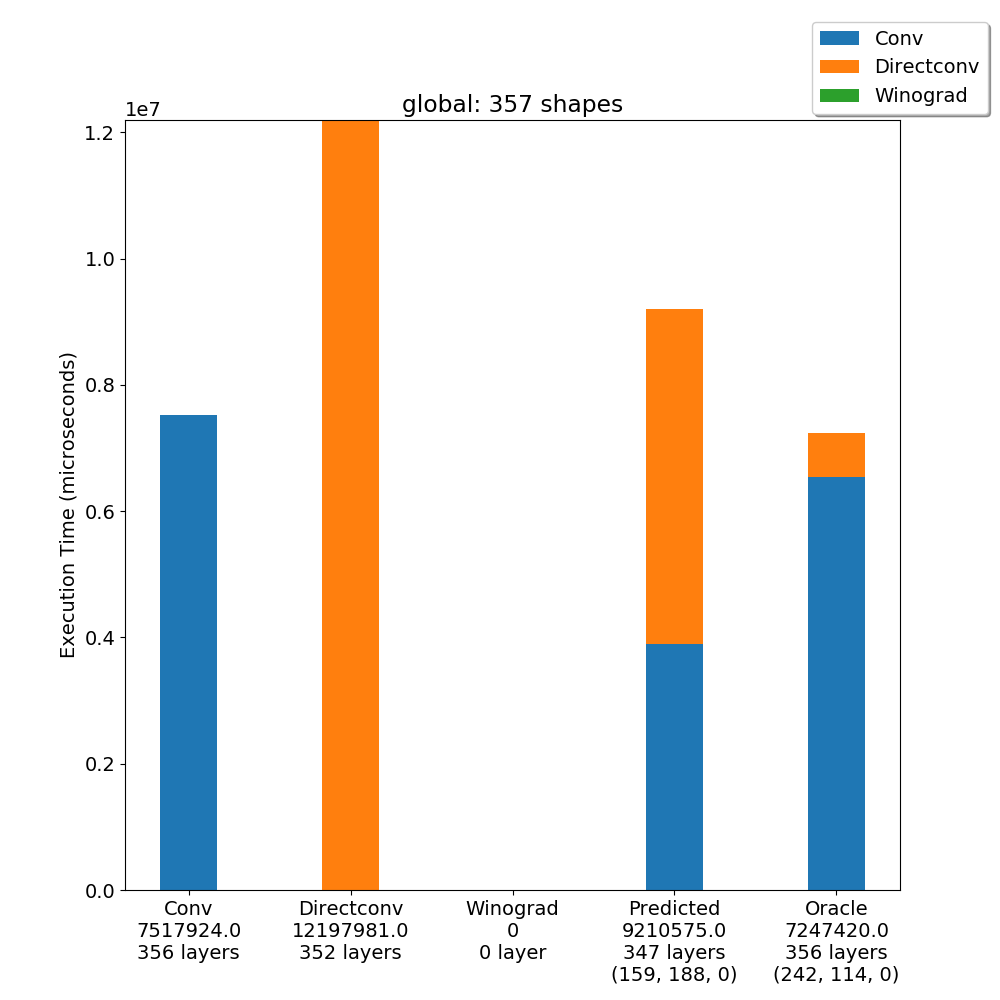 Conv
Directconv
Winograd
global: 357 shapes
1e7
1.2
1.0
0.8
0.6
0.4
0.2
0.0
Execution Time (microseconds)
Conv
7517924.0
356 layers
Directconv
12197981.0
352 layers
Winograd
0
0 layer
Predicted
9210575.0
347 layers
(159, 188, 0)
Oracle
7247420.0
356 layers
(242, 114, 0)